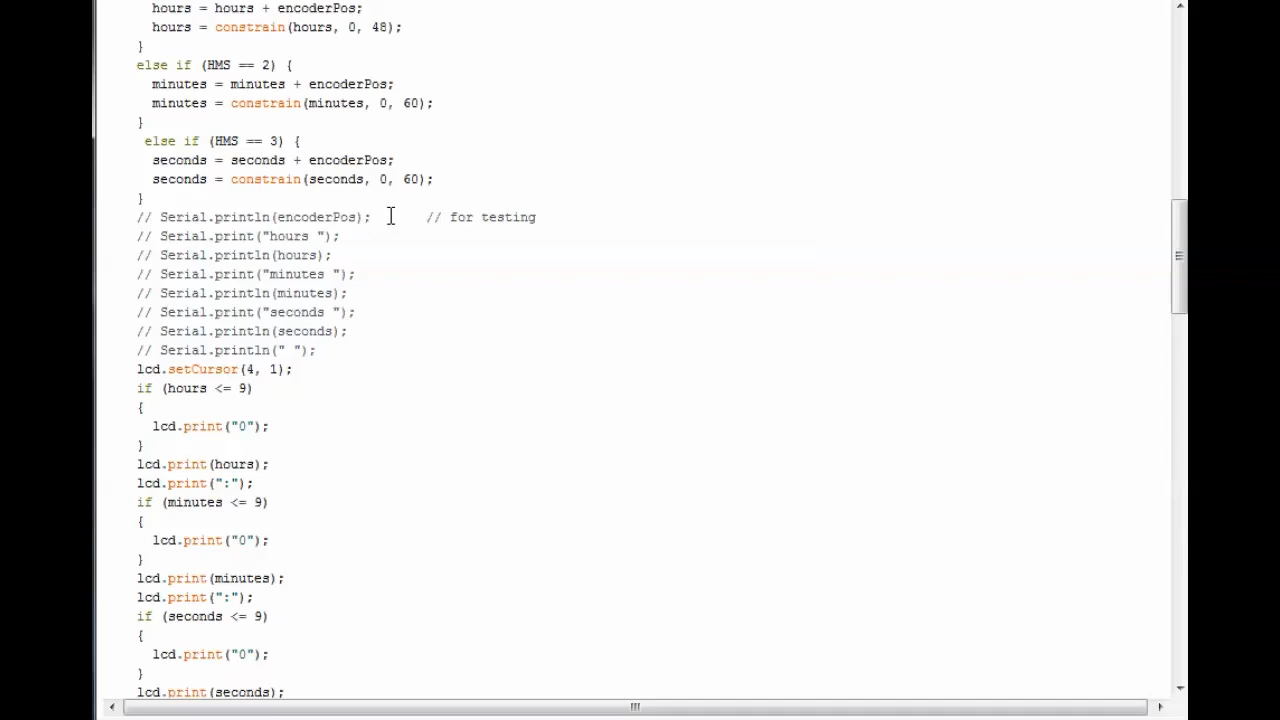 hours = hours + encoderPos;
hours = constrain(hours, 0, 48);
}
else if (HMS == 2) {
minutes = minutes + encoderPos;
minutes = constrain(minutes, 0, 60);
}
else if (HMS == 3) {
seconds = seconds + encoderPos;
seconds = constrain(seconds, 0, 60);
}
// Serial.println(encoderPos); // for testing
// Serial.print("hours ");
// Serial.println(hours);
// Serial.print("minutes ");
// Serial.println(minutes);
// Serial.print("seconds ");
// Serial.println(seconds);
// Serial.println(" ");
lcd.setCursor(4, 1);
if (hours <= 9)
{
lcd.print("0");
}
lcd.print(hours);
lcd.print(":");
if (minutes <= 9)
{
lcd.print("0");
}
lcd.print(minutes);
lcd.print(":");
if (seconds <= 9)
{
lcd.print("0");
}
lcd.print(seconds);